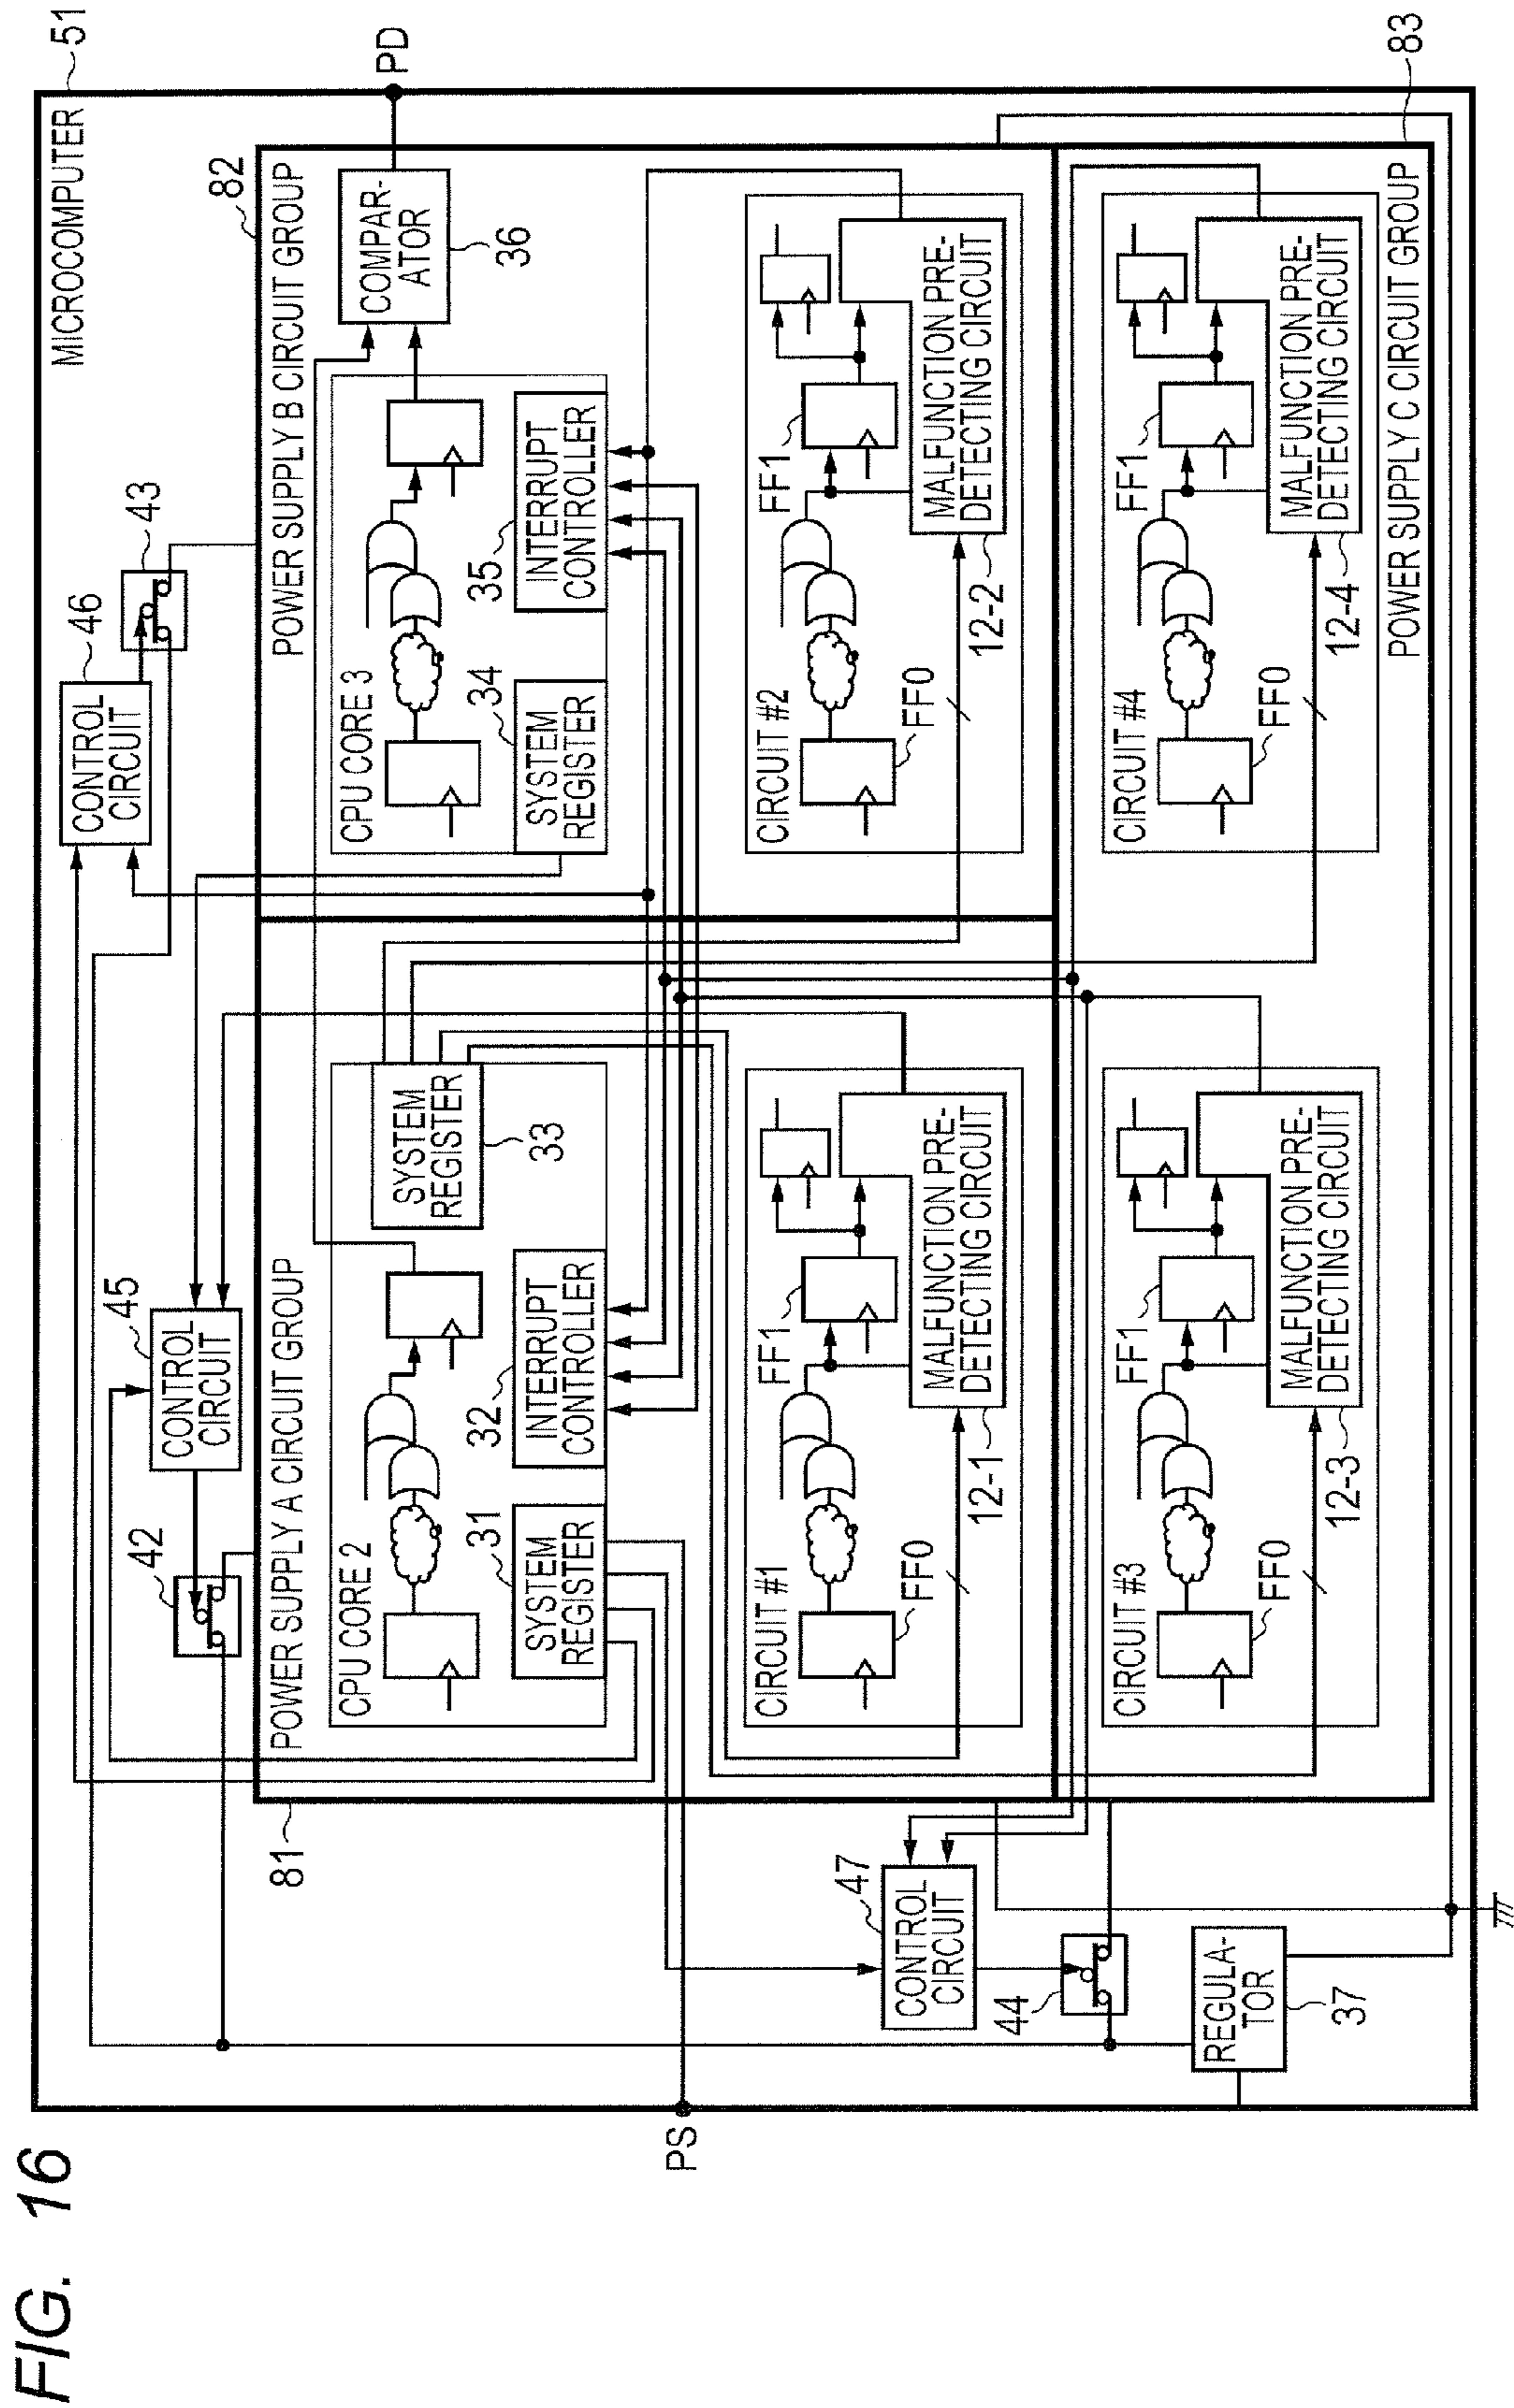 FIG. 16
MICROCOMPUTER
51
42
CONTROL
CIRCUIT
45
CONTROL
CIRCUIT
46
43
82
81
POWER SUPPLY A CIRCUIT GROUP
CPU CORE 2
SYSTEM
REGISTER
31
INTERRUPT
CONTROLLER
32
SYSTEM
REGISTER
33
POWER SUPPLY B CIRCUIT GROUP
CPU CORE 3
SYSTEM
REGISTER
34
INTERRUPT
CONTROLLER
35
COMPAR-
ATOR
36
PD
PS
CIRCUIT #1
FF0
FF1
MALFUNCTION PRE-
DETECTING CIRCUIT
12-1
CIRCUIT #2
FF0
FF1
MALFUNCTION PRE-
DETECTING CIRCUIT
12-2
CONTROL
CIRCUIT
47
44
REGULA-
TOR
37
CIRCUIT #3
FF0
FF1
MALFUNCTION PRE-
DETECTING CIRCUIT
12-3
CIRCUIT #4
FF0
FF1
MALFUNCTION PRE-
DETECTING CIRCUIT
12-4
POWER SUPPLY C CIRCUIT GROUP
83